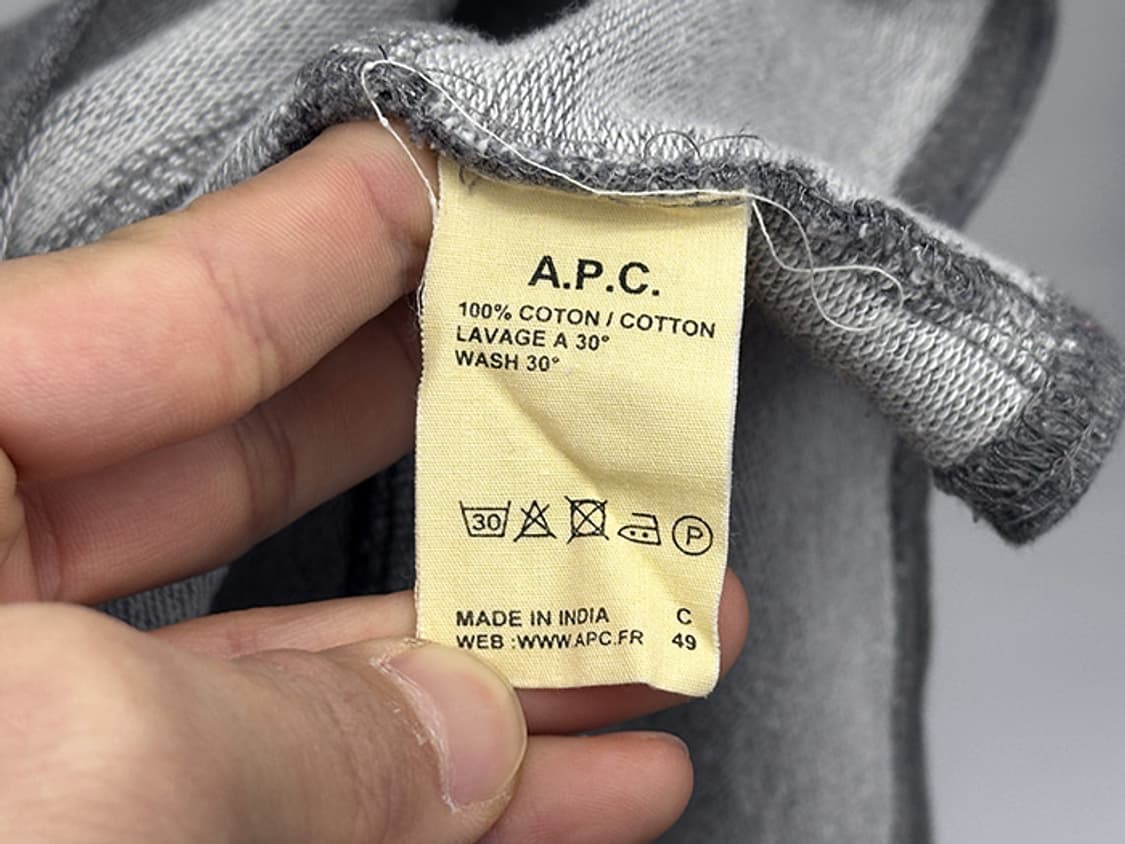 A.P.C.
100% COTON / COTTON
LAVAGE A 30°
WASH 30°
30 P
MADE IN INDIA C
WEB :WWW.APC.FR 49